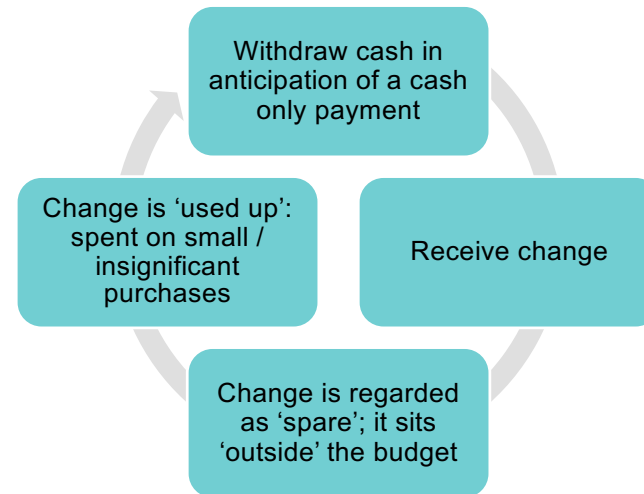 Withdraw cash in
anticipation of a cash
only payment
Receive change
Change is regarded
as ‘spare’; it sits
‘outside’ the budget
Change is ‘used up’:
spent on small /
insignificant
purchases